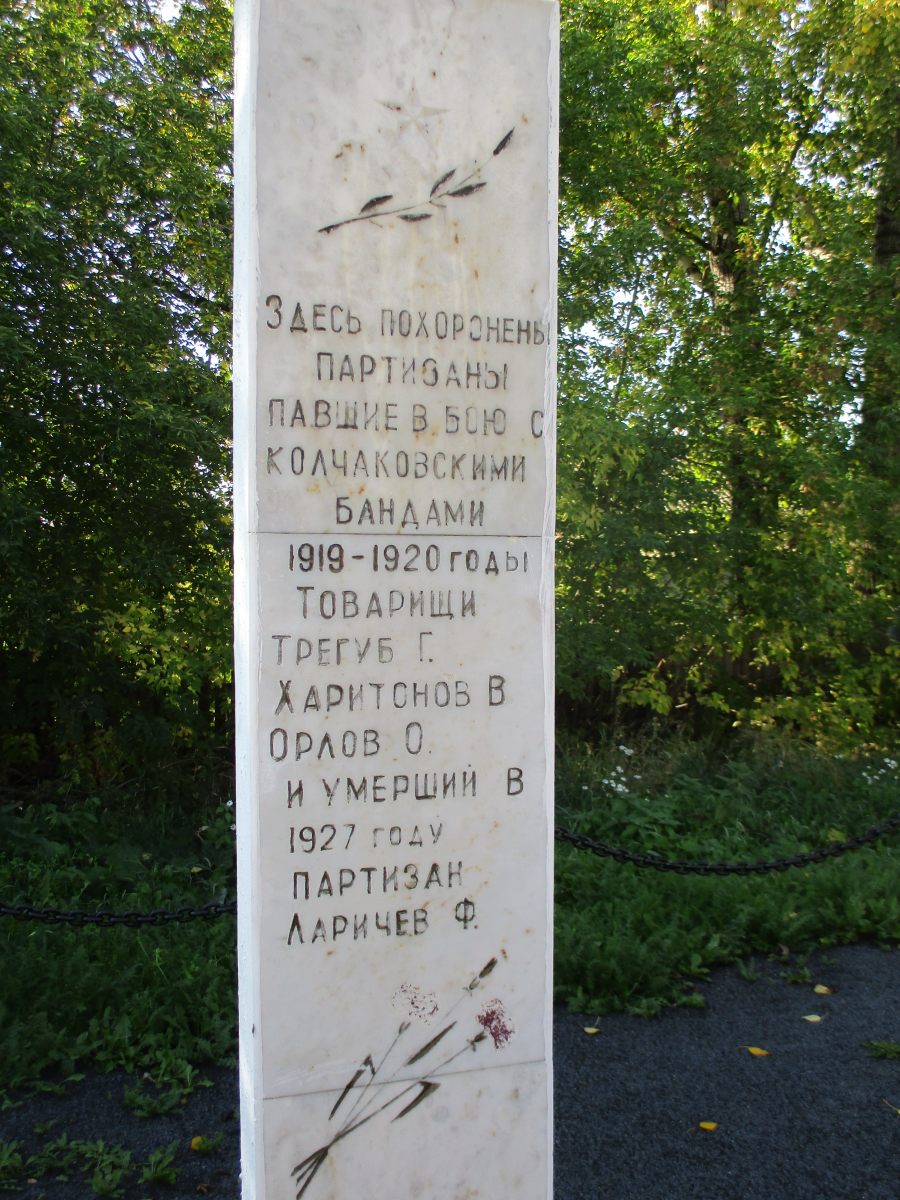 Здесь похоронены
партизаны
павшие в бою с
колчаковскими
бандами
1919-1920 годы
Товарищи
Трегуб Г.
Харитонов В
Орлов О.
и умерший в
1927 году
партизан
Ларичев Ф.